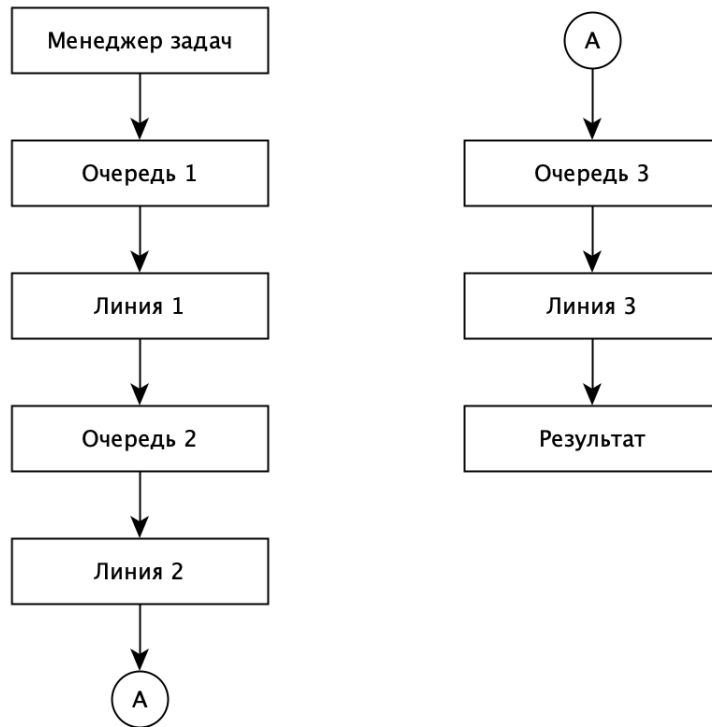 Менеджер задач
Очередь 1
Линия 1
Очередь 2
Линия 2
А
А
Очередь 3
Линия 3
Результат